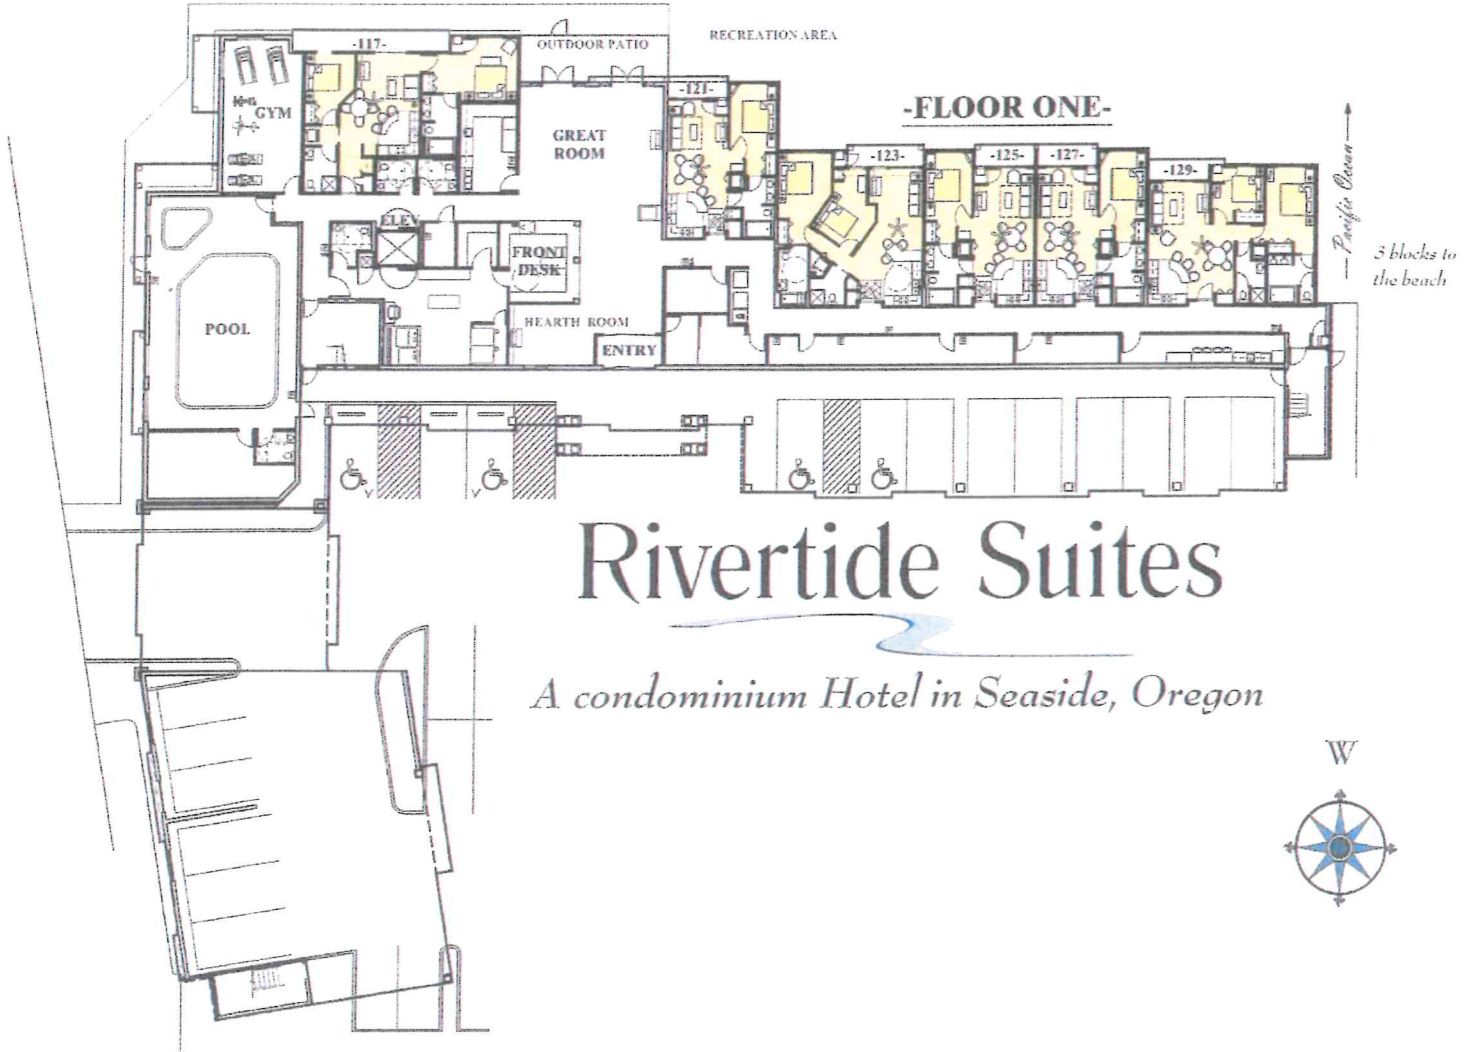 -117-
OUTDOOR PATIO
RECREATION AREA
-121-
GYM
GREAT
ROOM
-FLOOR ONE-
-123-
-125-
-127-
-129-
Pacific Ocean
3 blocks to
the beach
ELEV
FRONT
DESK
POOL
HEARTH ROOM
ENTRY
Rivertide Suites
A condominium Hotel in Seaside, Oregon
W